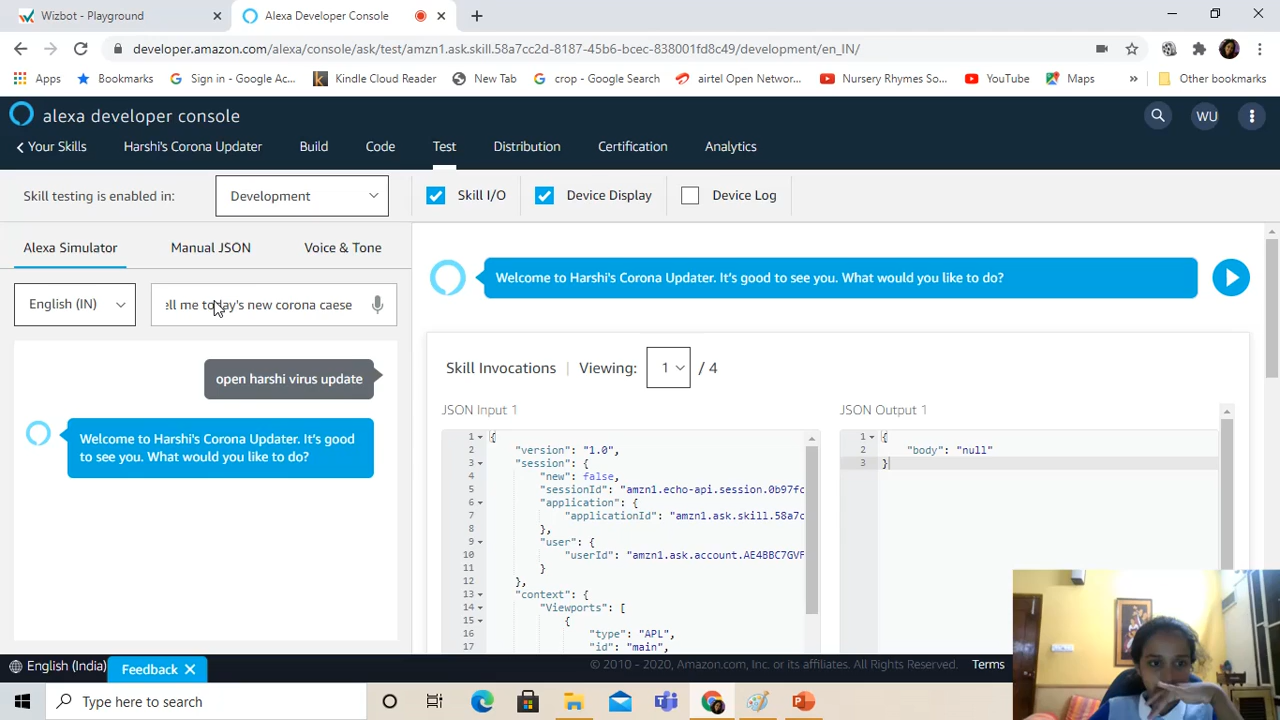 Wizbot - Playground
Alexa Developer Console
developer.amazon.com/alexa/console/ask/test/amzn1.ask.skill.58a7cc2d-8187-45b6-bcec-838001fd8c49/development/en_IN/
Apps Bookmarks Sign in - Google Ac... Kindle Cloud Reader New Tab crop - Google Search airtel Open Networ... Nursery Rhymes So... YouTube Maps » Other bookmarks
alexa developer console
WU
Your Skills Harshi's Corona Updater Build Code Test Distribution Certification Analytics
Skill testing is enabled in: Development Skill I/O Device Display Device Log
Alexa Simulator Manual JSON Voice & Tone
English (IN) ell me today's new corona caese
open harshi virus update
Welcome to Harshi's Corona Updater. It's good
to see you. What would you like to do?
Welcome to Harshi's Corona Updater. It's good to see you. What would you like to do?
Skill Invocations | Viewing: 1 / 4
JSON Input 1
1 {
2 "version": "1.0",
3 "session": {
4 "new": false,
5 "sessionId": "amzn1.echo-api.session.0b97fc
6 "application": {
7 "applicationId": "amzn1.ask.skill.58a7c
8 },
9 "user": {
10 "userId": "amzn1.ask.account.AE4BBC7GVF
11 }
12 },
13 "context": {
14 "Viewports": [
15 {
16 "type": "APL",
17 "id": "main",
JSON Output 1
1 {
2 "body": "null"
3 }
English (India) Feedback
© 2010 - 2020, Amazon.com, Inc. or its affiliates. All Rights Reserved. Terms
Type here to search